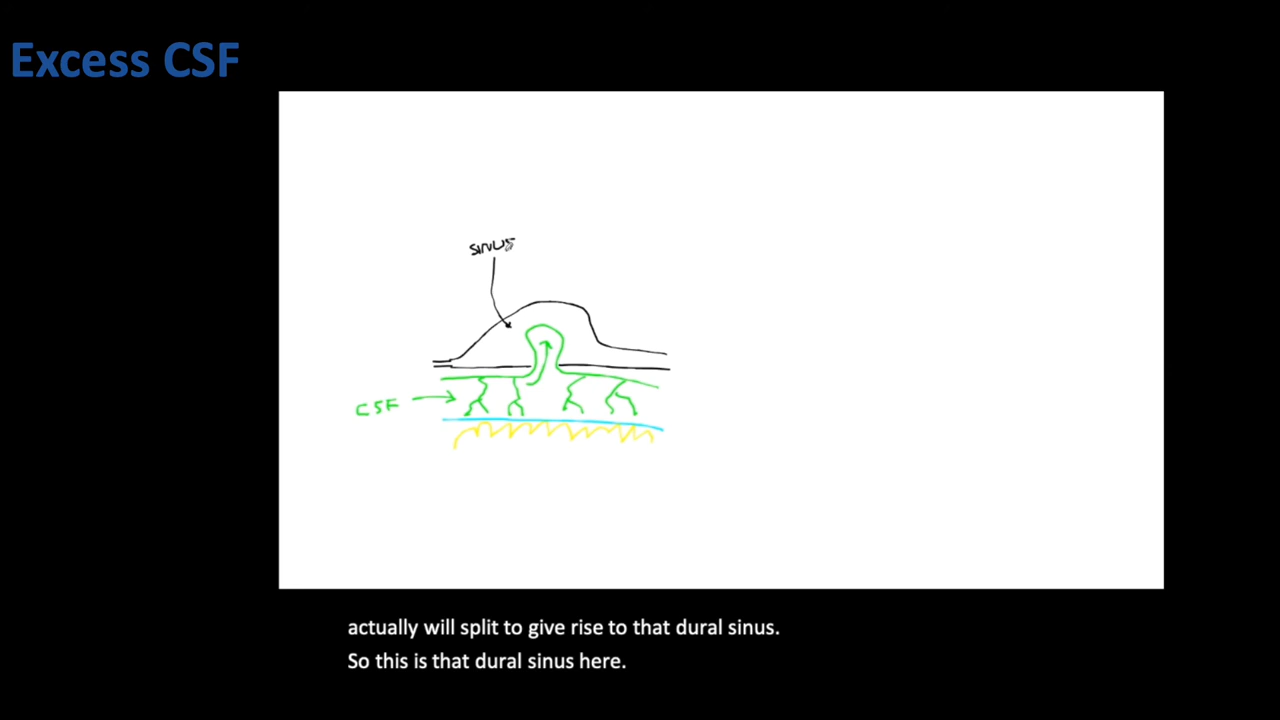 Excess CSF
SINUS
CSF
actually will split to give rise to that dural sinus.
So this is that dural sinus here.